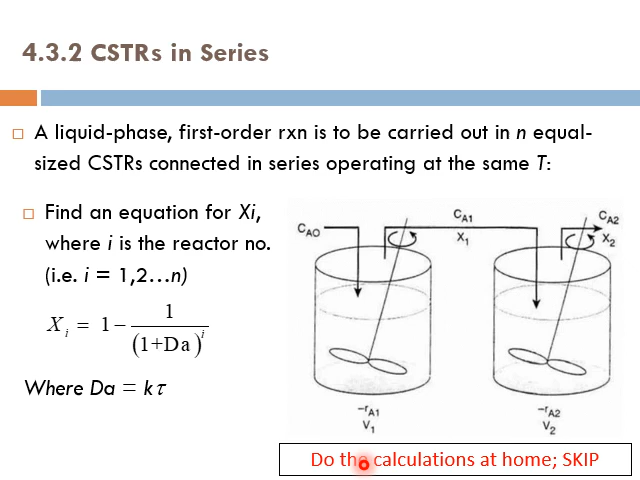 4.3.2 CSTRs in Series
A liquid-phase, first-order rxn is to be carried out in n equal-
sized CSTRs connected in series operating at the same T:
Find an equation for Xi,
where i is the reactor no.
(i.e. i = 1,2…n)
X_i = 1 − 1 / (1+Da)^i
Where Da = kτ
C_A0
C_A1
X_1
C_A2
X_2
−r_A1
V_1
−r_A2
V_2
Do the calculations at home; SKIP